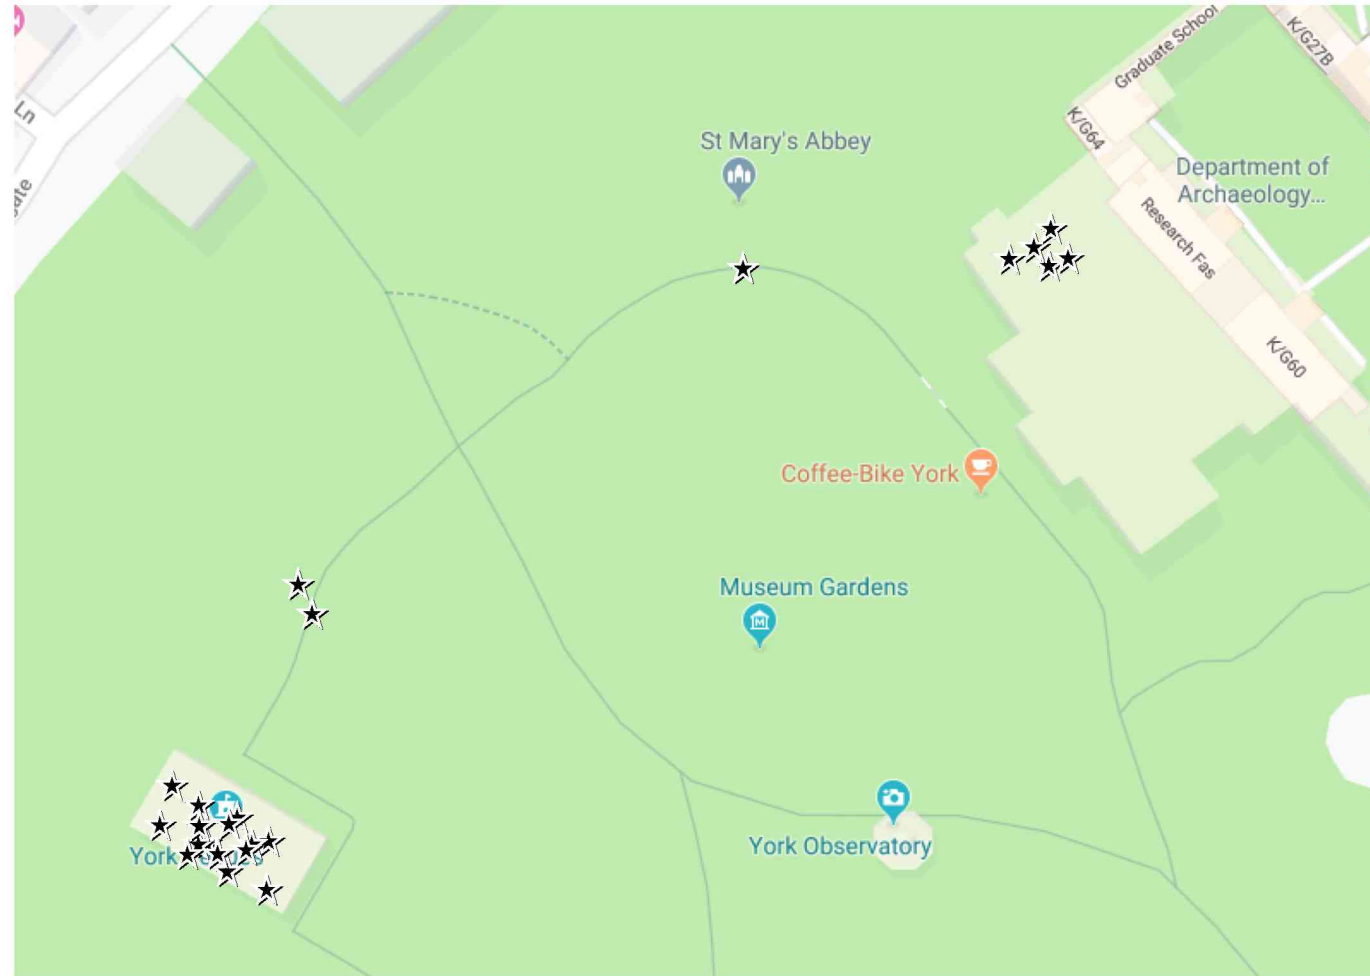 Graduate School
K/G27B
Ln
K/G64
St Mary's Abbey
Department of
Archaeology...
Research Fas
K/G60
Coffee-Bike York
Museum Gardens
York Observatory
York